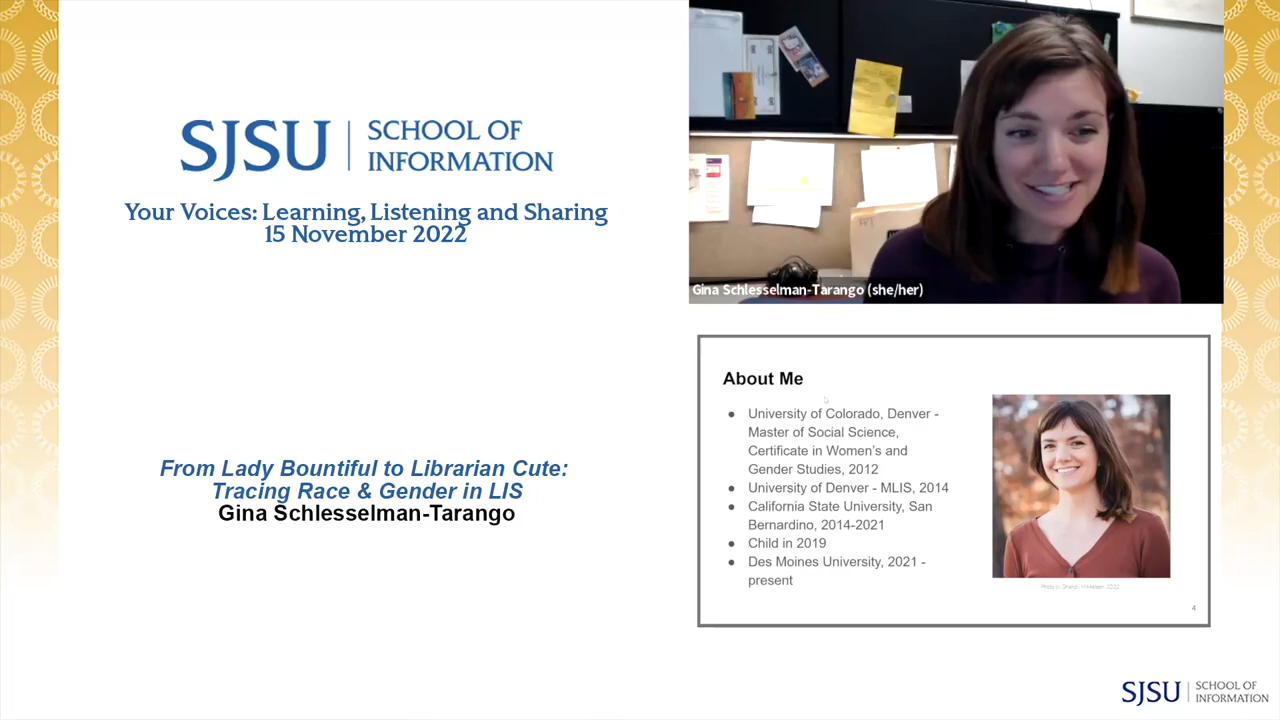 SJSU | SCHOOL OF
INFORMATION
Your Voices: Learning, Listening and Sharing
15 November 2022
From Lady Bountiful to Librarian Cute:
Tracing Race & Gender in LIS
Gina Schlesselman-Tarango
Gina Schlesselman-Tarango (she/her)
About Me
● University of Colorado, Denver -
Master of Social Science,
Certificate in Women's and
Gender Studies, 2012
● University of Denver - MLIS, 2014
● California State University, San
Bernardino, 2014-2021
● Child in 2019
● Des Moines University, 2021 -
present
4
SJSU | SCHOOL OF
INFORMATION